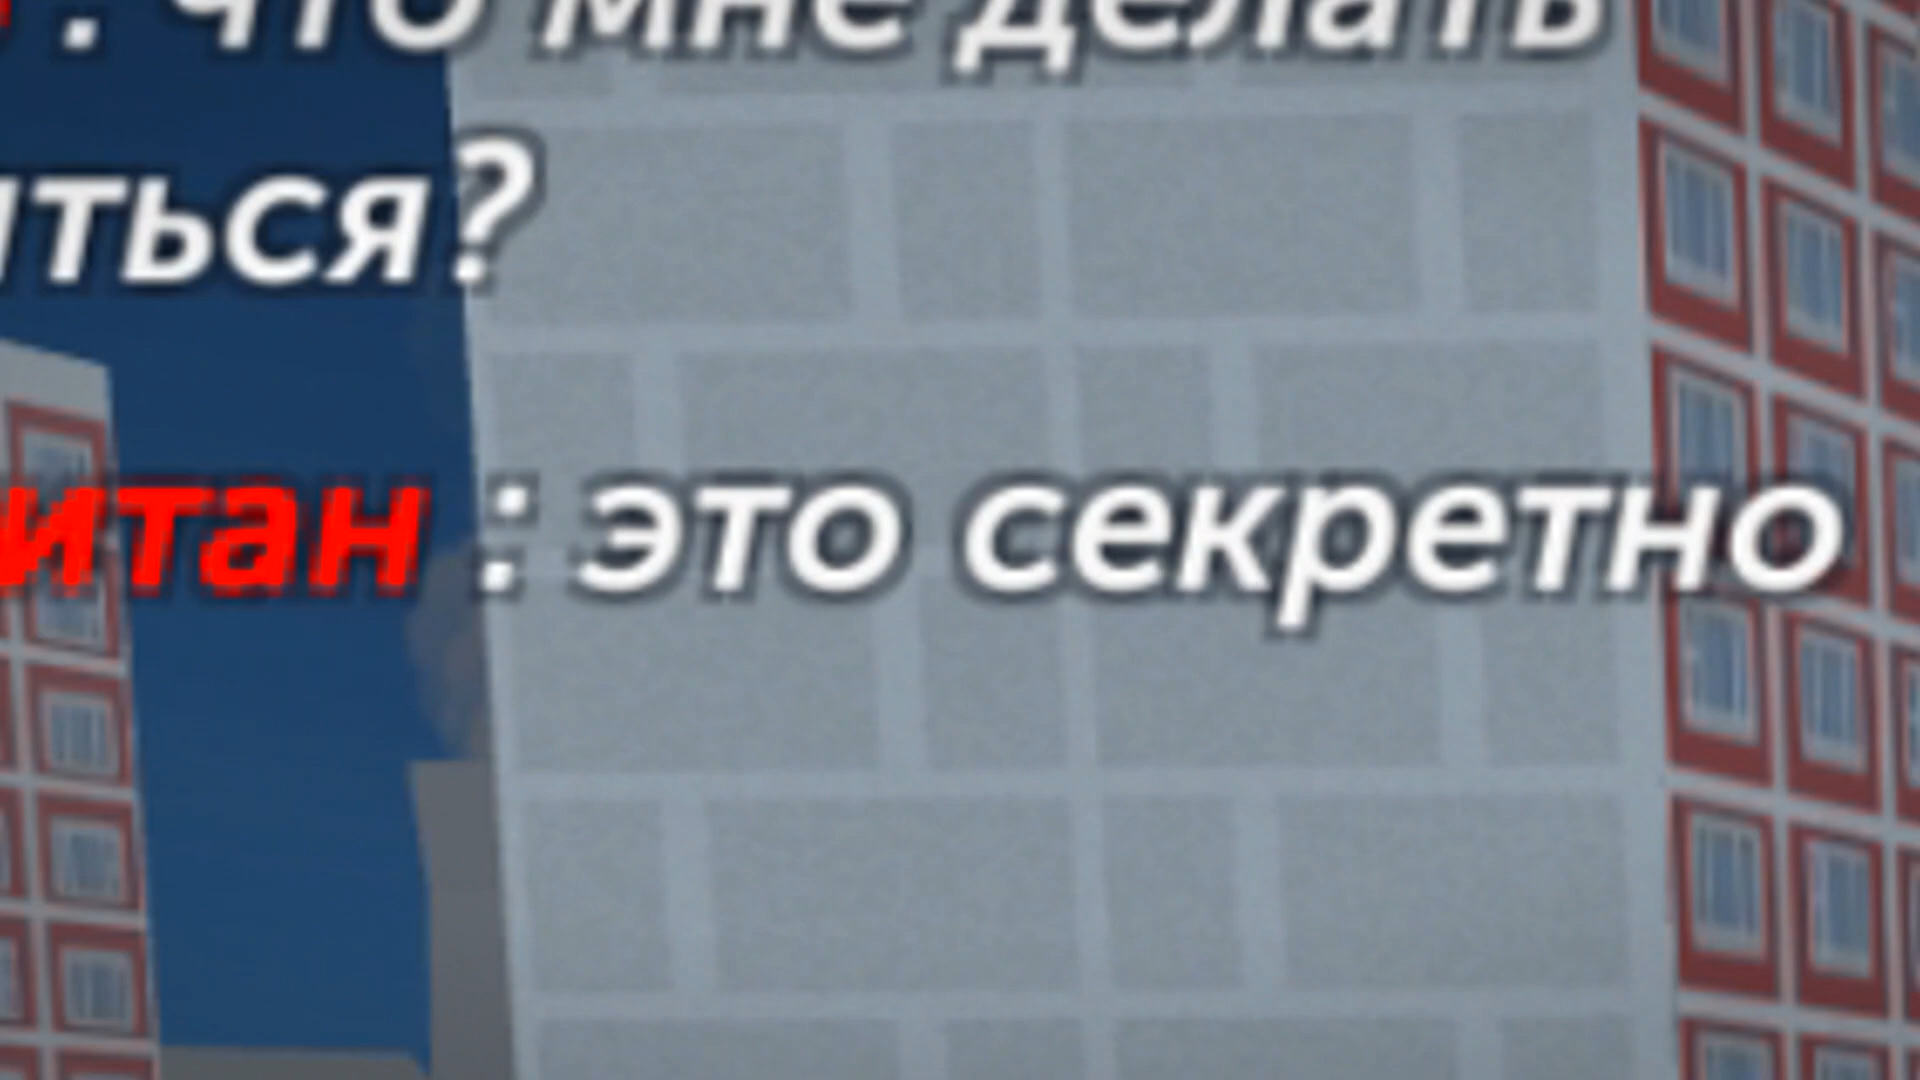 : что мне делать
ться?
итан : это секретно